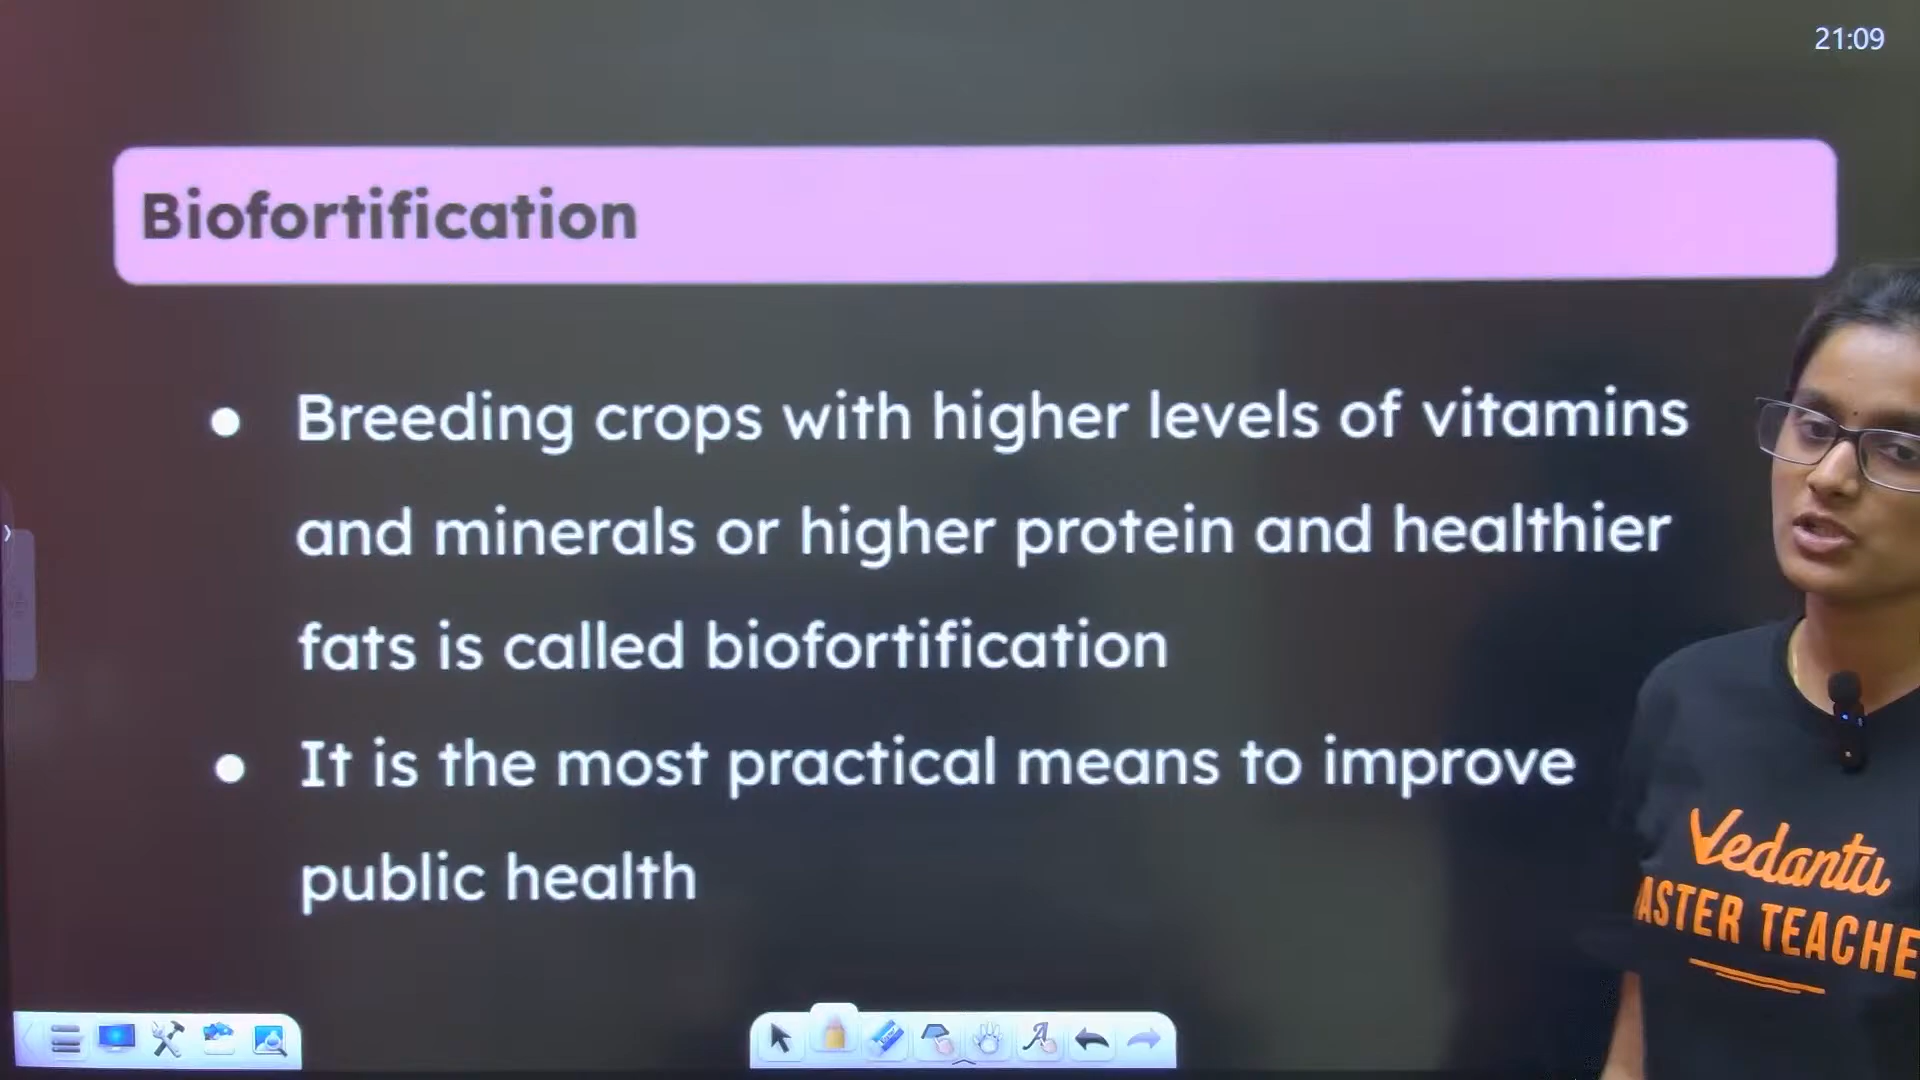 21:09
Biofortification
● Breeding crops with higher levels of vitamins
and minerals or higher protein and healthier
fats is called biofortification
● It is the most practical means to improve
public health
Vedantu
ASTER TEACHE